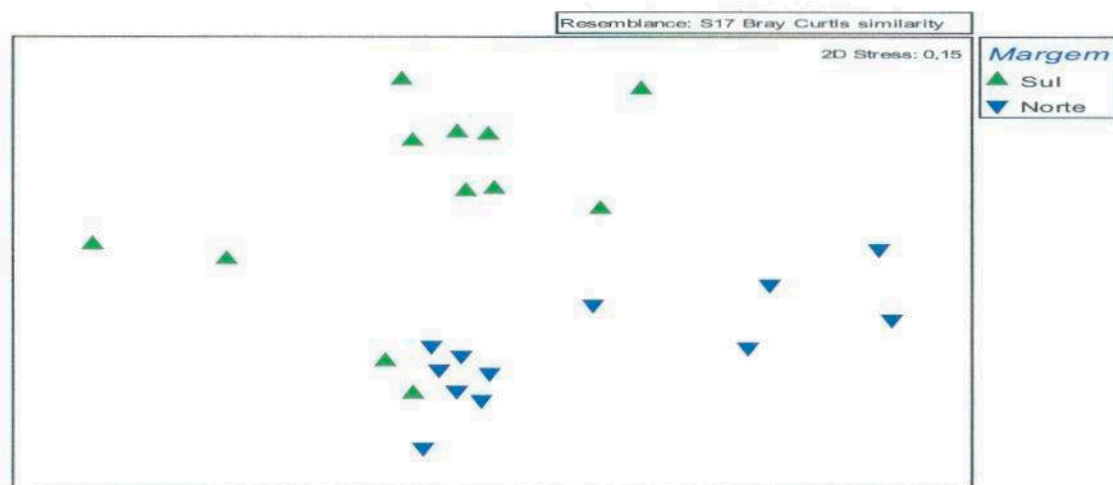 Resemblance: S17 Bray Curtis similarity
2D Stress: 0,15
Margem
Sul
Norte